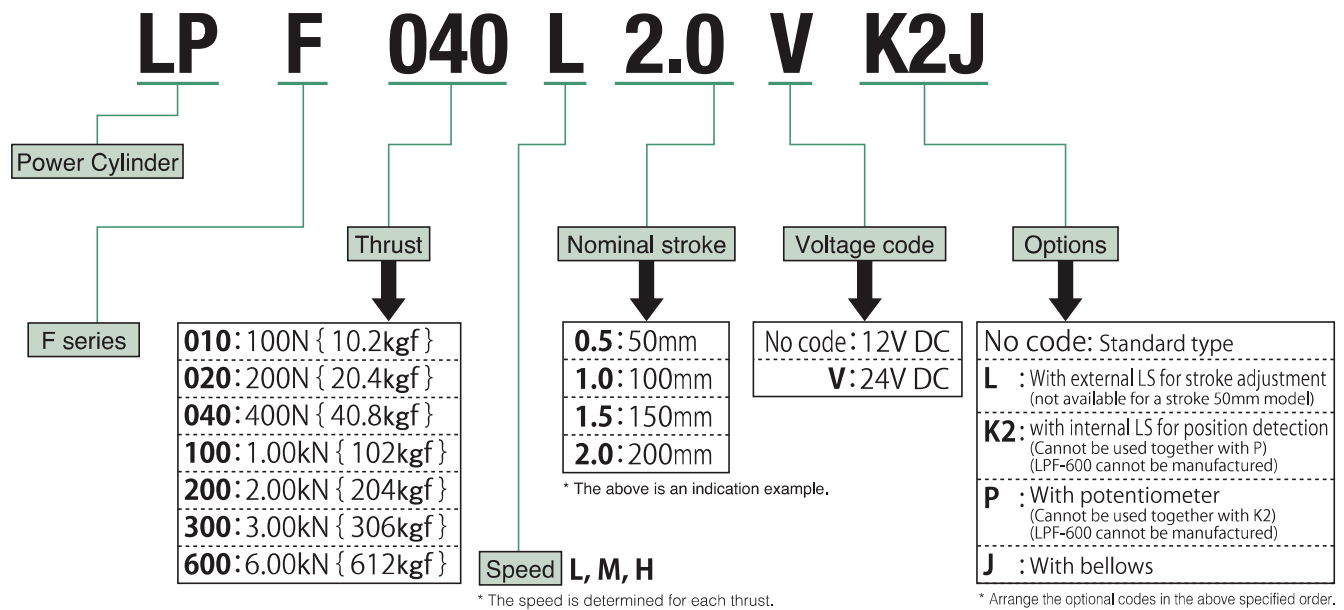 LP F 040 L 2.0 V K2J
Power Cylinder
F series
Thrust
010:100N { 10.2kgf }
020:200N { 20.4kgf }
040:400N { 40.8kgf }
100:1.00kN { 102kgf }
200:2.00kN { 204kgf }
300:3.00kN { 306kgf }
600:6.00kN { 612kgf }
Speed L, M, H
* The speed is determined for each thrust.
Nominal stroke
0.5:50mm
1.0:100mm
1.5:150mm
2.0:200mm
* The above is an indication example.
Voltage code
No code:12V DC
V:24V DC
Options
No code: Standard type
L : With external LS for stroke adjustment
(not available for a stroke 50mm model)
K2: with internal LS for position detection
(Cannot be used together with P)
(LPF-600 cannot be manufactured)
P : With potentiometer
(Cannot be used together with K2)
(LPF-600 cannot be manufactured)
J : With bellows
* Arrange the optional codes in the above specified order.